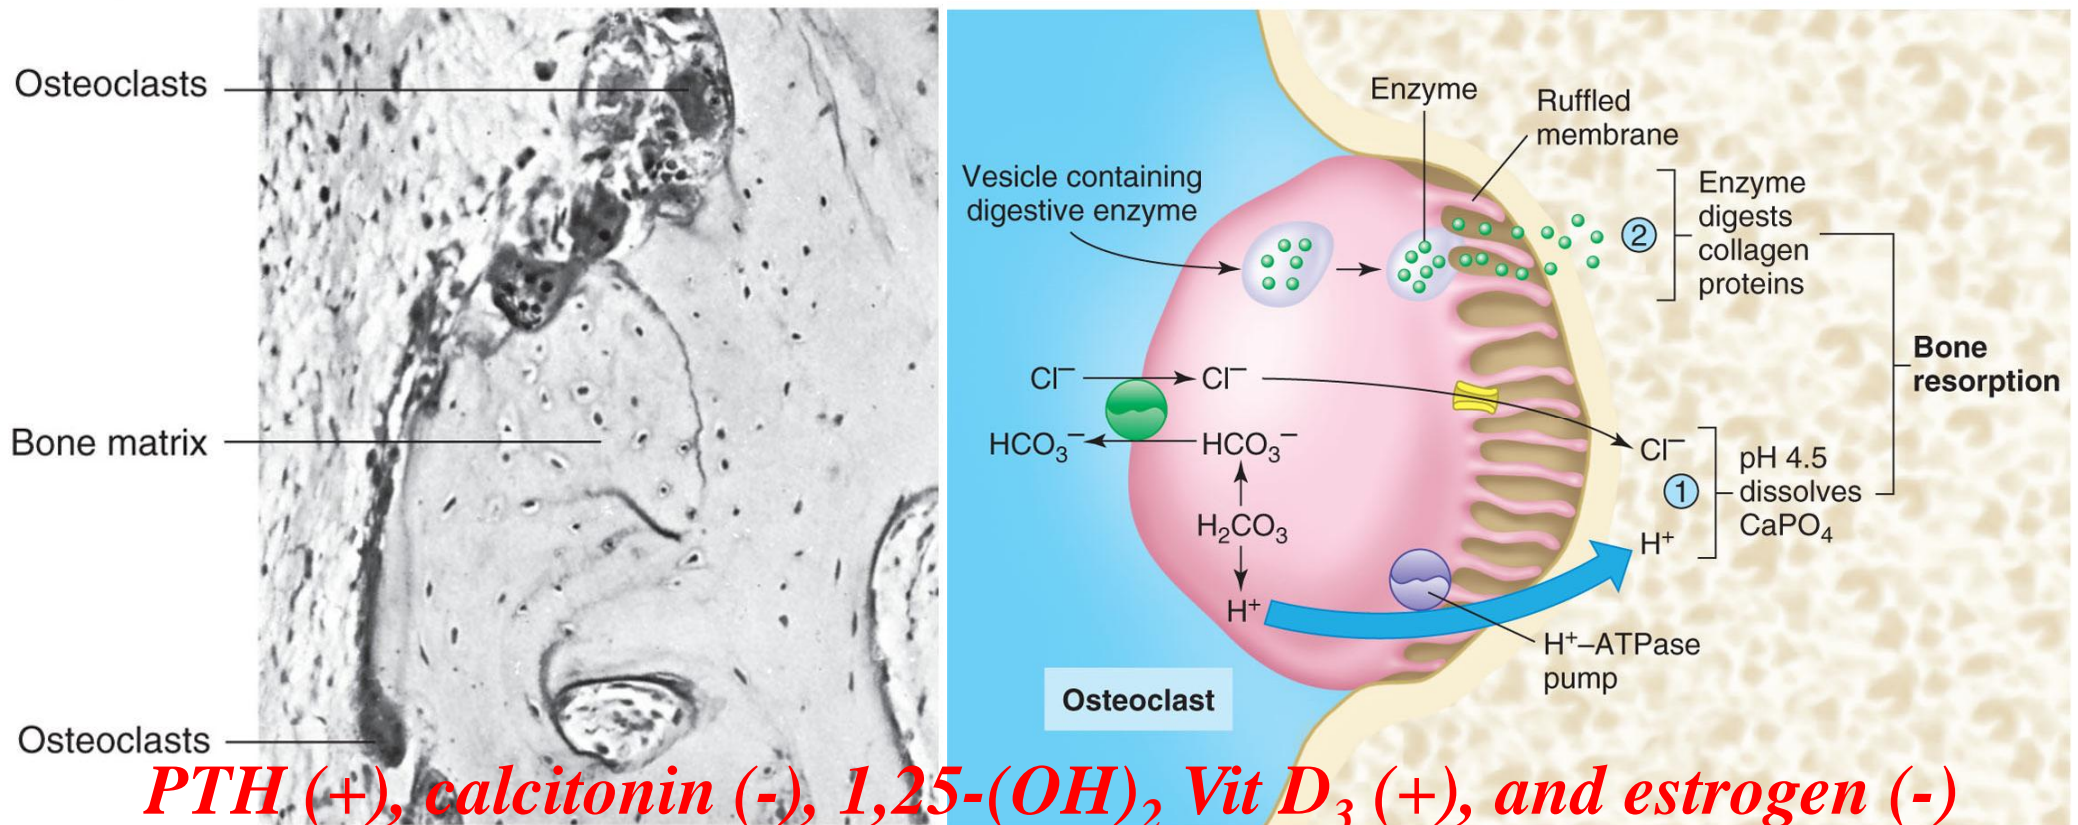 Osteoclasts
Bone matrix
Osteoclasts
Enzyme
Ruffled
membrane
Vesicle containing
digestive enzyme
2
Enzyme
digests
collagen
proteins
Bone
resorption
Cl⁻
Cl⁻
HCO₃⁻
HCO₃⁻
H₂CO₃
H⁺
Cl⁻
1
H⁺
pH 4.5
dissolves
CaPO₄
H⁺–ATPase
pump
Osteoclast
PTH (+), calcitonin (-), 1,25-(OH)₂ Vit D₃ (+), and estrogen (-)